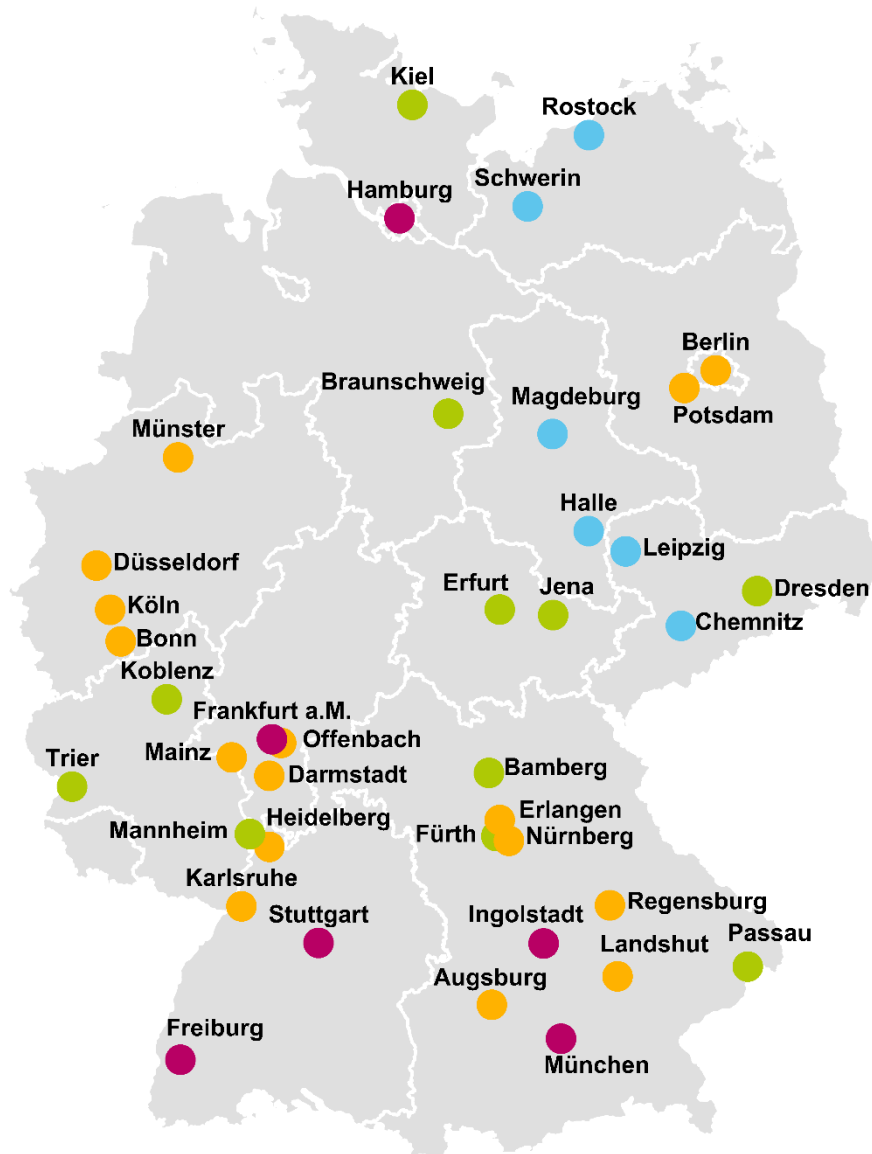 Kiel
Rostock
Schwerin
Hamburg
Berlin
Braunschweig
Magdeburg
Potsdam
Münster
Halle
Leipzig
Düsseldorf
Erfurt
Jena
Dresden
Köln
Chemnitz
Bonn
Koblenz
Frankfurt a.M.
Offenbach
Mainz
Trier
Darmstadt
Bamberg
Heidelberg
Erlangen
Mannheim
Fürth
Nürnberg
Karlsruhe
Regensburg
Stuttgart
Ingolstadt
Landshut
Passau
Augsburg
Freiburg
München